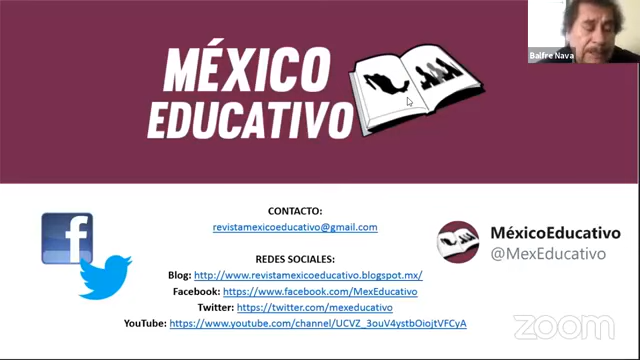 MÉXICO
EDUCATIVO
Balfre Nava
CONTACTO:
revistamexicoeducativo@gmail.com
REDES SOCIALES:
Blog: http://www.revistamexicoeducativo.blogspot.mx/
Facebook: https://www.facebook.com/MexEducativo
Twitter: https://twitter.com/mexeducativo
YouTube: https://www.youtube.com/channel/UCVZ_3ouV4ystbOiojtVFCyA
MéxicoEducativo
@MexEducativo
zoom